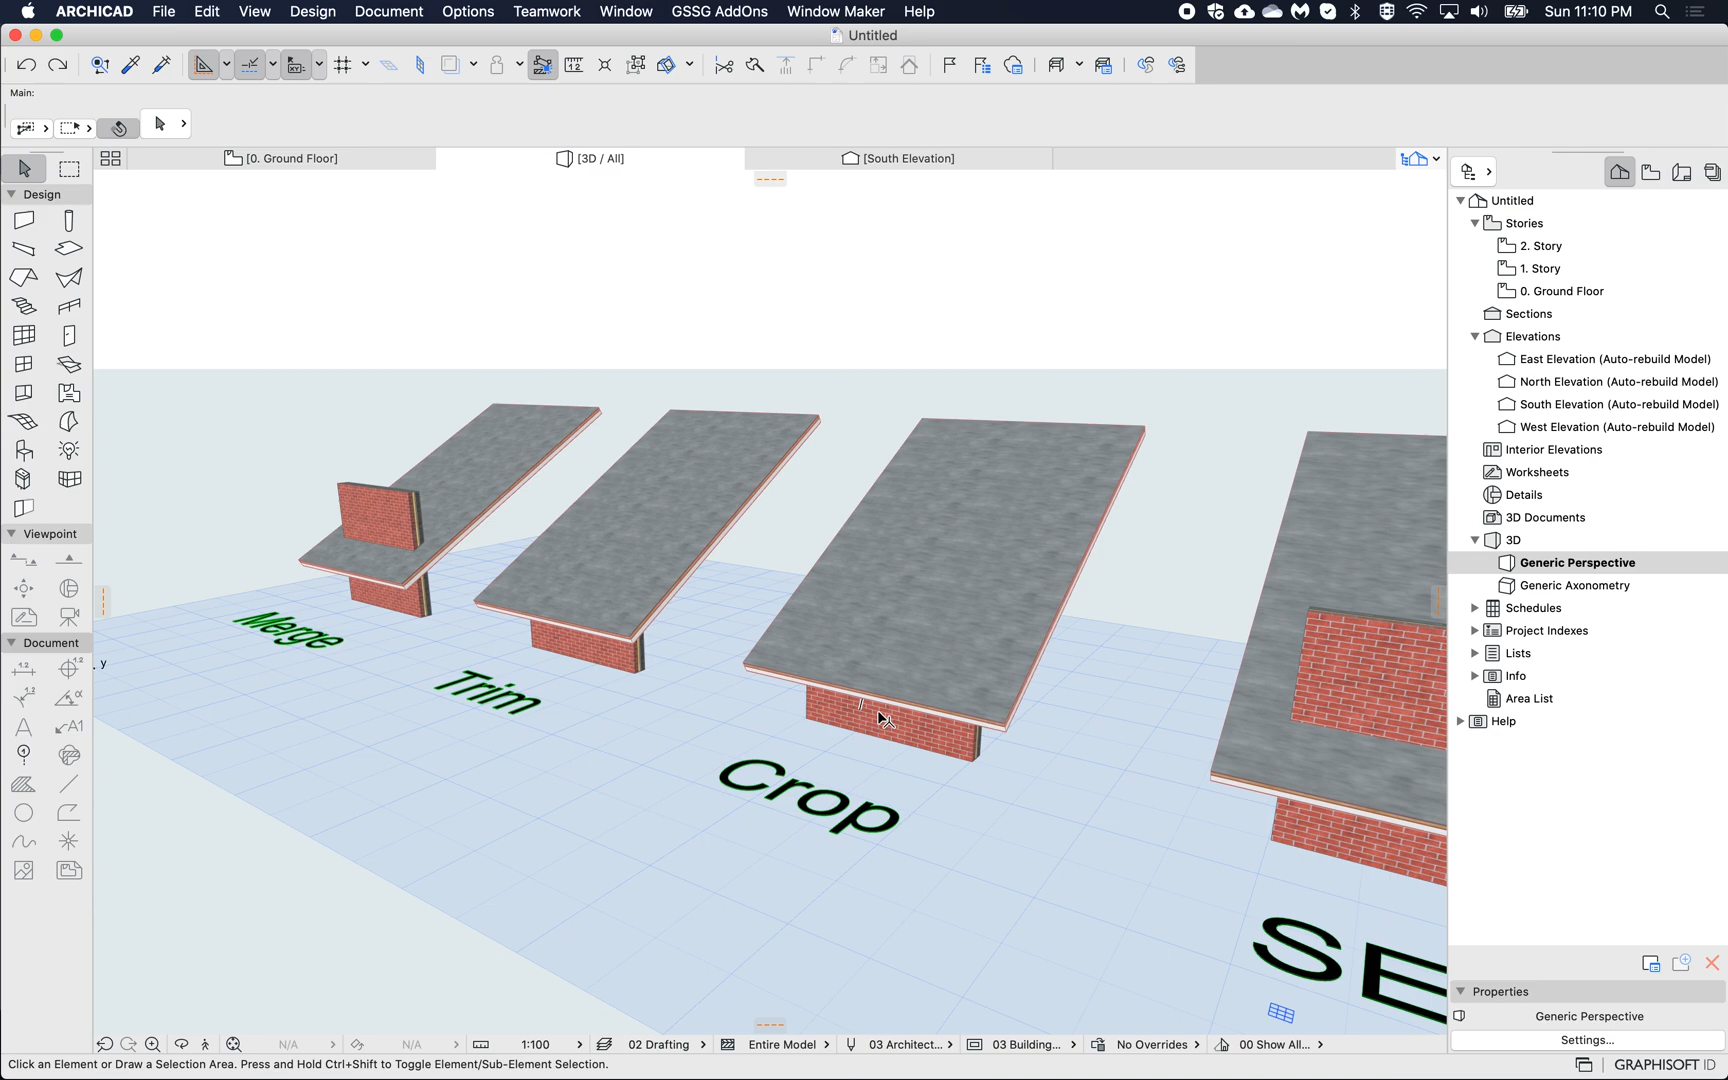 ARCHICAD File Edit View Design Document Options Teamwork Window GSSG AddOns Window Maker Help Sun 11:10 PM
Untitled
Main:
[0. Ground Floor] [3D / All] [South Elevation]
Design
Viewpoint
Document
Untitled
Stories
2. Story
1. Story
0. Ground Floor
Sections
Elevations
East Elevation (Auto-rebuild Model)
North Elevation (Auto-rebuild Model)
South Elevation (Auto-rebuild Model)
West Elevation (Auto-rebuild Model)
Interior Elevations
Worksheets
Details
3D Documents
3D
Generic Perspective
Generic Axonometry
Schedules
Project Indexes
Lists
Info
Area List
Help
Merge
Trim
Crop
SE
y
Properties
Generic Perspective
Settings...
N/A N/A 1:100 02 Drafting Entire Model 03 Architect... 03 Building... No Overrides 00 Show All...
Click an Element or Draw a Selection Area. Press and Hold Ctrl+Shift to Toggle Element/Sub-Element Selection.
GRAPHISOFT ID